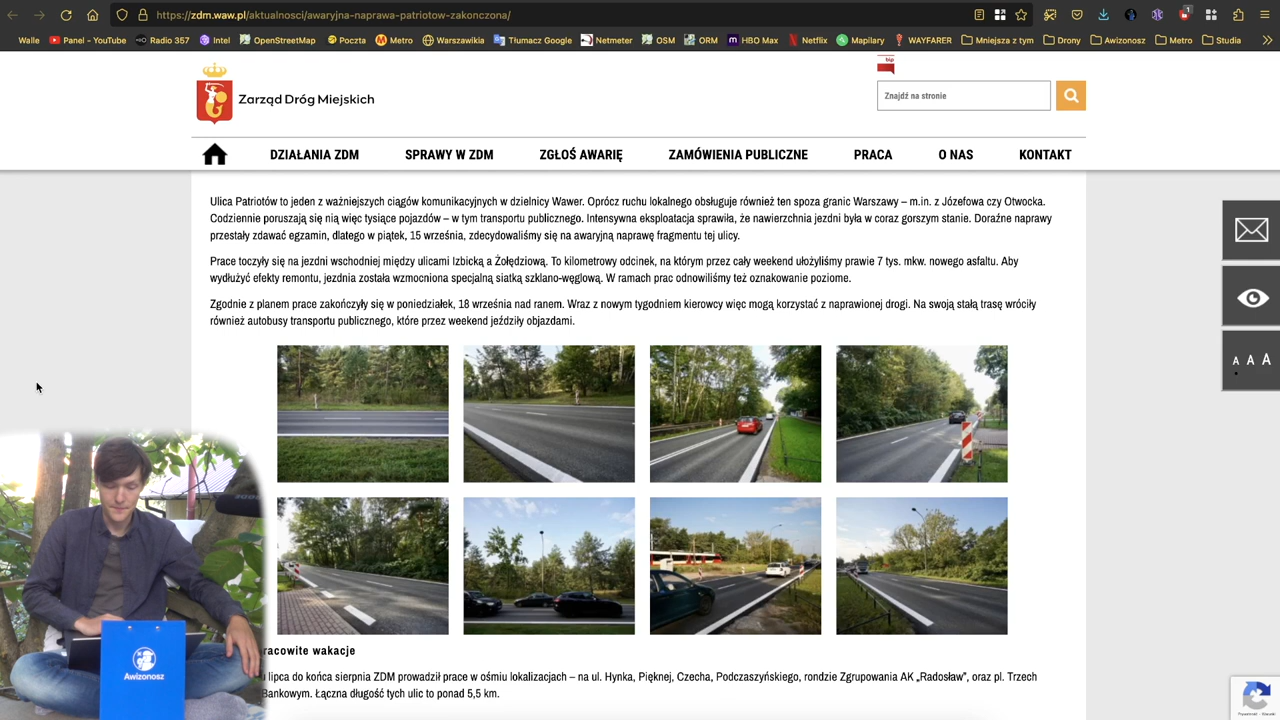 https://zdm.waw.pl/aktualnosci/awaryjna-naprawa-patriotow-zakonczona/
Walle Panel - YouTube Radio 357 Intel OpenStreetMap Poczta Metro Warszawikia Tłumacz Google Netmeter OSM ORM HBO Max Netflix Mapilary WAYFARER Mniejsza z tym Drony Awizonosz Metro Studia
bip
Zarząd Dróg Miejskich
Znajdź na stronie
DZIAŁANIA ZDM SPRAWY W ZDM ZGŁOŚ AWARIĘ ZAMÓWIENIA PUBLICZNE PRACA O NAS KONTAKT
Ulica Patriotów to jeden z ważniejszych ciągów komunikacyjnych w dzielnicy Wawer. Oprócz ruchu lokalnego obsługuje również ten spoza granic Warszawy – m.in. z Józefowa czy Otwocka.
Codziennie poruszają się nią więc tysiące pojazdów – w tym transportu publicznego. Intensywna eksploatacja sprawiła, że nawierzchnia jezdni była w coraz gorszym stanie. Doraźne naprawy
przestały zdawać egzamin, dlatego w piątek, 15 września, zdecydowaliśmy się na awaryjną naprawę fragmentu tej ulicy.
Prace toczyły się na jezdni wschodniej między ulicami Izbicką a Żołędziową. To kilometrowy odcinek, na którym przez cały weekend ułożyliśmy prawie 7 tys. mkw. nowego asfaltu. Aby
wydłużyć efekty remontu, jezdnia została wzmocniona specjalną siatką szklano-węglową. W ramach prac odnowiliśmy też oznakowanie poziome.
Zgodnie z planem prace zakończyły się w poniedziałek, 18 września nad ranem. Wraz z nowym tygodniem kierowcy więc mogą korzystać z naprawionej drogi. Na swoją stałą trasę wróciły
również autobusy transportu publicznego, które przez weekend jeździły objazdami.
A A A
racowite wakacje
lipca do końca sierpnia ZDM prowadził prace w ośmiu lokalizacjach – na ul. Hynka, Pięknej, Czecha, Podczaszyńskiego, rondzie Zgrupowania AK „Radosław”, oraz pl. Trzech
Bankowym. Łączna długość tych ulic to ponad 5,5 km.
Awizonosz